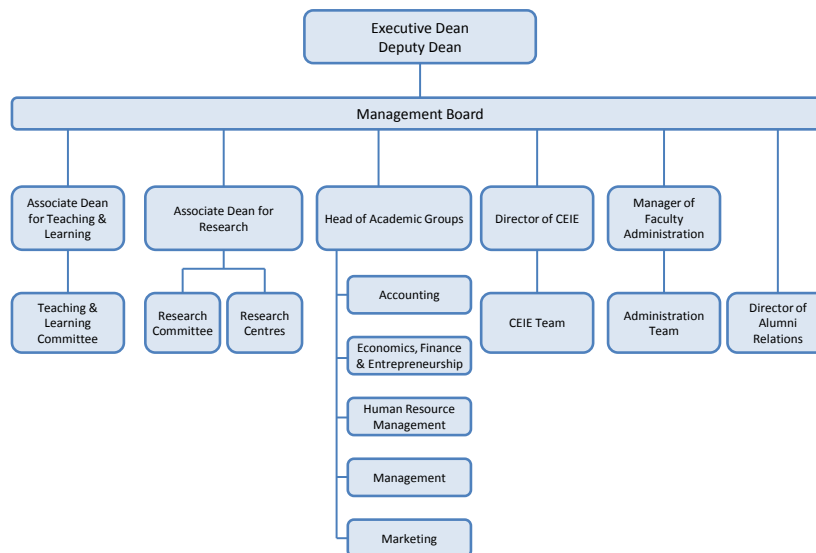 Executive Dean
Deputy Dean
Management Board
Associate Dean
for Teaching &
Learning
Associate Dean for
Research
Head of Academic Groups
Director of CEIE
Manager of
Faculty
Administration
Teaching &
Learning
Committee
Research
Committee
Research
Centres
Accounting
Economics, Finance
& Entrepreneurship
Human Resource
Management
Management
Marketing
CEIE Team
Administration
Team
Director of
Alumni
Relations